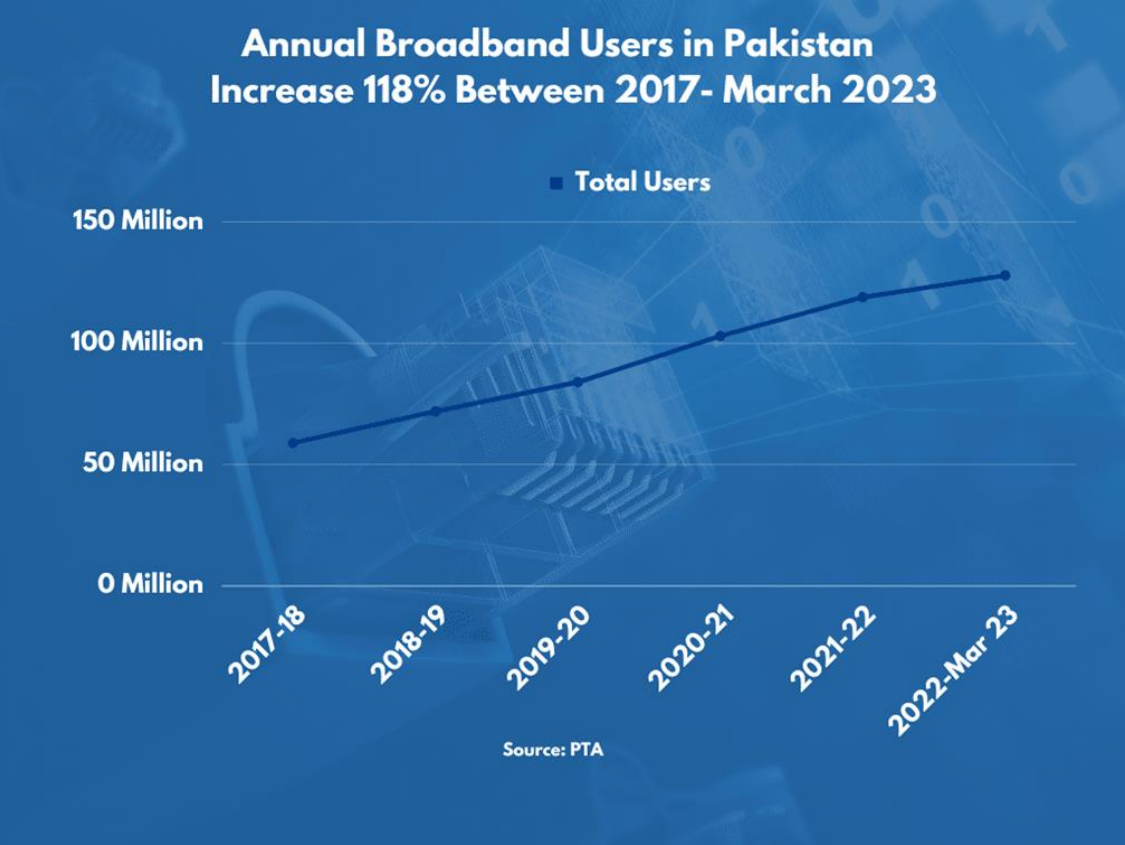 Annual Broadband Users in Pakistan
Increase 118% Between 2017- March 2023
Total Users
150 Million
100 Million
50 Million
0 Million
2017-18
2018-19
2019-20
2020-21
2021-22
2022-Mar 23
Source: PTA